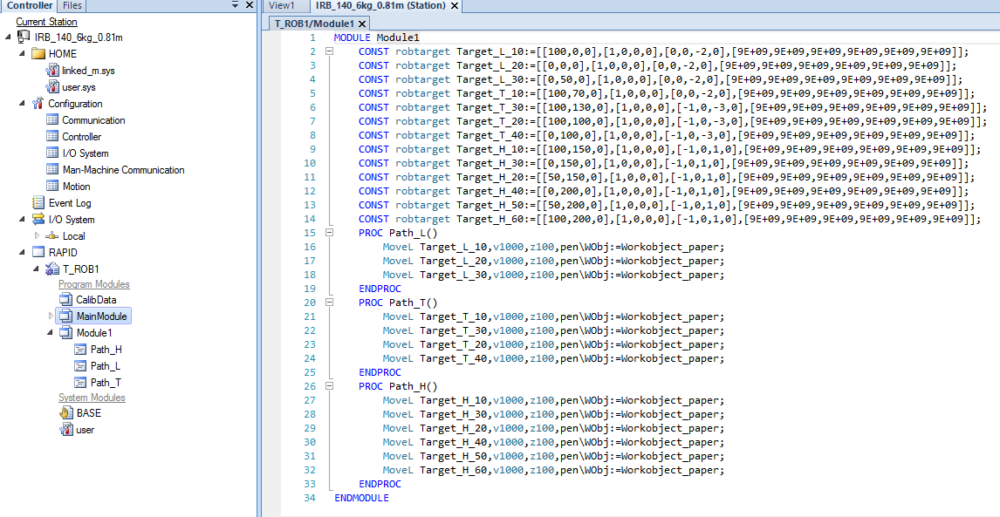 Controller Files
Current Station
IRB_140_6kg_0.81m
HOME
linked_m.sys
user.sys
Configuration
Communication
Controller
I/O System
Man-Machine Communication
Motion
Event Log
I/O System
Local
RAPID
T_ROB1
Program Modules
CalibData
MainModule
Module1
Path_H
Path_L
Path_T
System Modules
BASE
user
View1 IRB_140_6kg_0.81m (Station)
T_ROB1/Module1
1 MODULE Module1
2 CONST robtarget Target_L_10:=[[100,0,0],[1,0,0,0],[0,0,-2,0],[9E+09,9E+09,9E+09,9E+09,9E+09,9E+09]];
3 CONST robtarget Target_L_20:=[[0,0,0],[1,0,0,0],[0,0,-2,0],[9E+09,9E+09,9E+09,9E+09,9E+09,9E+09]];
4 CONST robtarget Target_L_30:=[[0,50,0],[1,0,0,0],[0,0,-2,0],[9E+09,9E+09,9E+09,9E+09,9E+09,9E+09]];
5 CONST robtarget Target_T_10:=[[100,70,0],[1,0,0,0],[0,0,-2,0],[9E+09,9E+09,9E+09,9E+09,9E+09,9E+09]];
6 CONST robtarget Target_T_30:=[[100,130,0],[1,0,0,0],[-1,0,-3,0],[9E+09,9E+09,9E+09,9E+09,9E+09,9E+09]];
7 CONST robtarget Target_T_20:=[[100,100,0],[1,0,0,0],[-1,0,-3,0],[9E+09,9E+09,9E+09,9E+09,9E+09,9E+09]];
8 CONST robtarget Target_T_40:=[[0,100,0],[1,0,0,0],[-1,0,-3,0],[9E+09,9E+09,9E+09,9E+09,9E+09,9E+09]];
9 CONST robtarget Target_H_10:=[[100,150,0],[1,0,0,0],[-1,0,1,0],[9E+09,9E+09,9E+09,9E+09,9E+09,9E+09]];
10 CONST robtarget Target_H_30:=[[0,150,0],[1,0,0,0],[-1,0,1,0],[9E+09,9E+09,9E+09,9E+09,9E+09,9E+09]];
11 CONST robtarget Target_H_20:=[[50,150,0],[1,0,0,0],[-1,0,1,0],[9E+09,9E+09,9E+09,9E+09,9E+09,9E+09]];
12 CONST robtarget Target_H_40:=[[0,200,0],[1,0,0,0],[-1,0,1,0],[9E+09,9E+09,9E+09,9E+09,9E+09,9E+09]];
13 CONST robtarget Target_H_50:=[[50,200,0],[1,0,0,0],[-1,0,1,0],[9E+09,9E+09,9E+09,9E+09,9E+09,9E+09]];
14 CONST robtarget Target_H_60:=[[100,200,0],[1,0,0,0],[-1,0,1,0],[9E+09,9E+09,9E+09,9E+09,9E+09,9E+09]];
15 PROC Path_L()
16 MoveL Target_L_10,v1000,z100,pen\WObj:=Workobject_paper;
17 MoveL Target_L_20,v1000,z100,pen\WObj:=Workobject_paper;
18 MoveL Target_L_30,v1000,z100,pen\WObj:=Workobject_paper;
19 ENDPROC
20 PROC Path_T()
21 MoveL Target_T_10,v1000,z100,pen\WObj:=Workobject_paper;
22 MoveL Target_T_30,v1000,z100,pen\WObj:=Workobject_paper;
23 MoveL Target_T_20,v1000,z100,pen\WObj:=Workobject_paper;
24 MoveL Target_T_40,v1000,z100,pen\WObj:=Workobject_paper;
25 ENDPROC
26 PROC Path_H()
27 MoveL Target_H_10,v1000,z100,pen\WObj:=Workobject_paper;
28 MoveL Target_H_30,v1000,z100,pen\WObj:=Workobject_paper;
29 MoveL Target_H_20,v1000,z100,pen\WObj:=Workobject_paper;
30 MoveL Target_H_40,v1000,z100,pen\WObj:=Workobject_paper;
31 MoveL Target_H_50,v1000,z100,pen\WObj:=Workobject_paper;
32 MoveL Target_H_60,v1000,z100,pen\WObj:=Workobject_paper;
33 ENDPROC
34 ENDMODULE